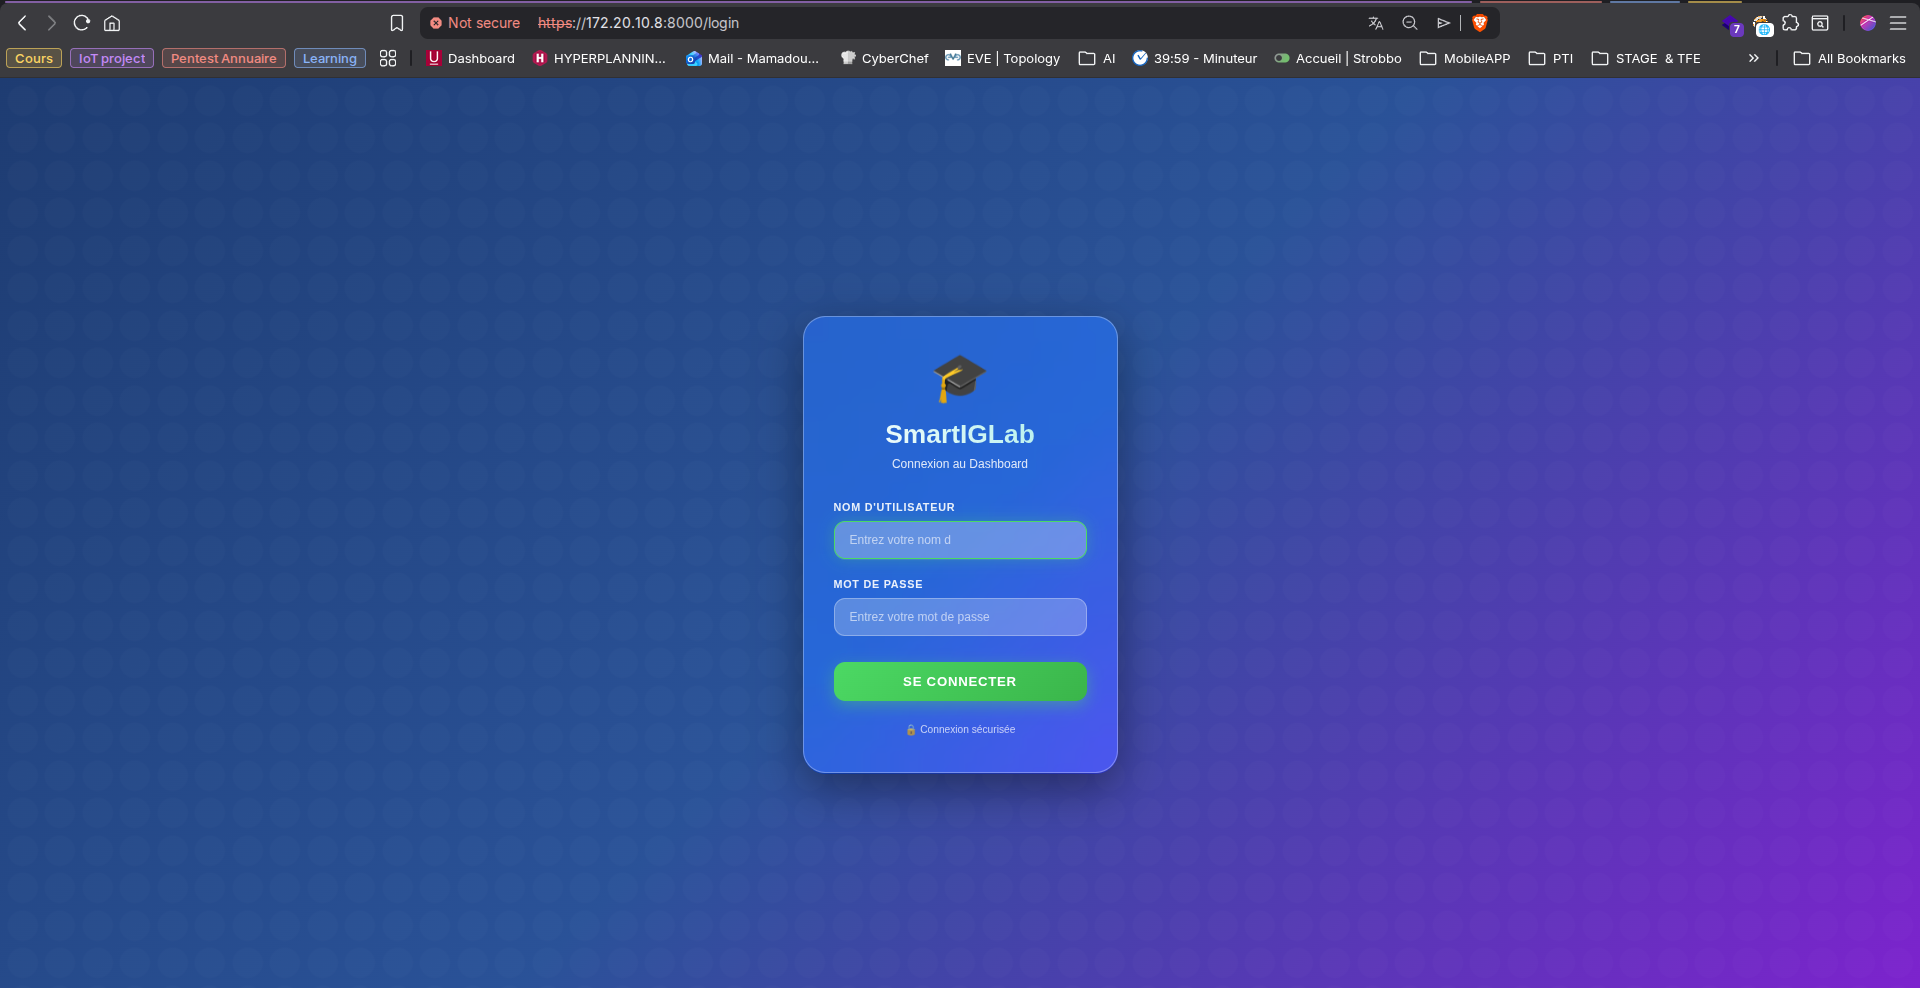 Not secure https://172.20.10.8:8000/login
7
Cours IoT project Pentest Annuaire Learning Dashboard HYPERPLANNIN... Mail - Mamadou... CyberChef EVE | Topology AI 39:59 - Minuteur Accueil | Strobbo MobileAPP PTI STAGE & TFE » All Bookmarks
SmartIGLab
Connexion au Dashboard
NOM D'UTILISATEUR
Entrez votre nom d
MOT DE PASSE
Entrez votre mot de passe
SE CONNECTER
🔒 Connexion sécurisée